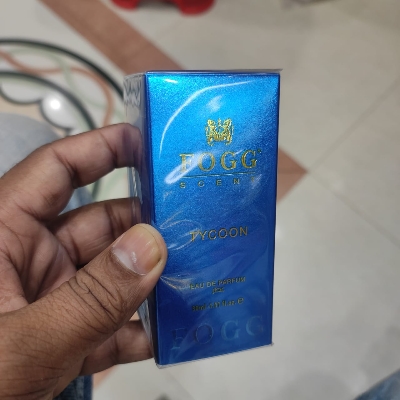 FOGG
SCENT
TYCOON
EAU DE PARFUM
FOGG